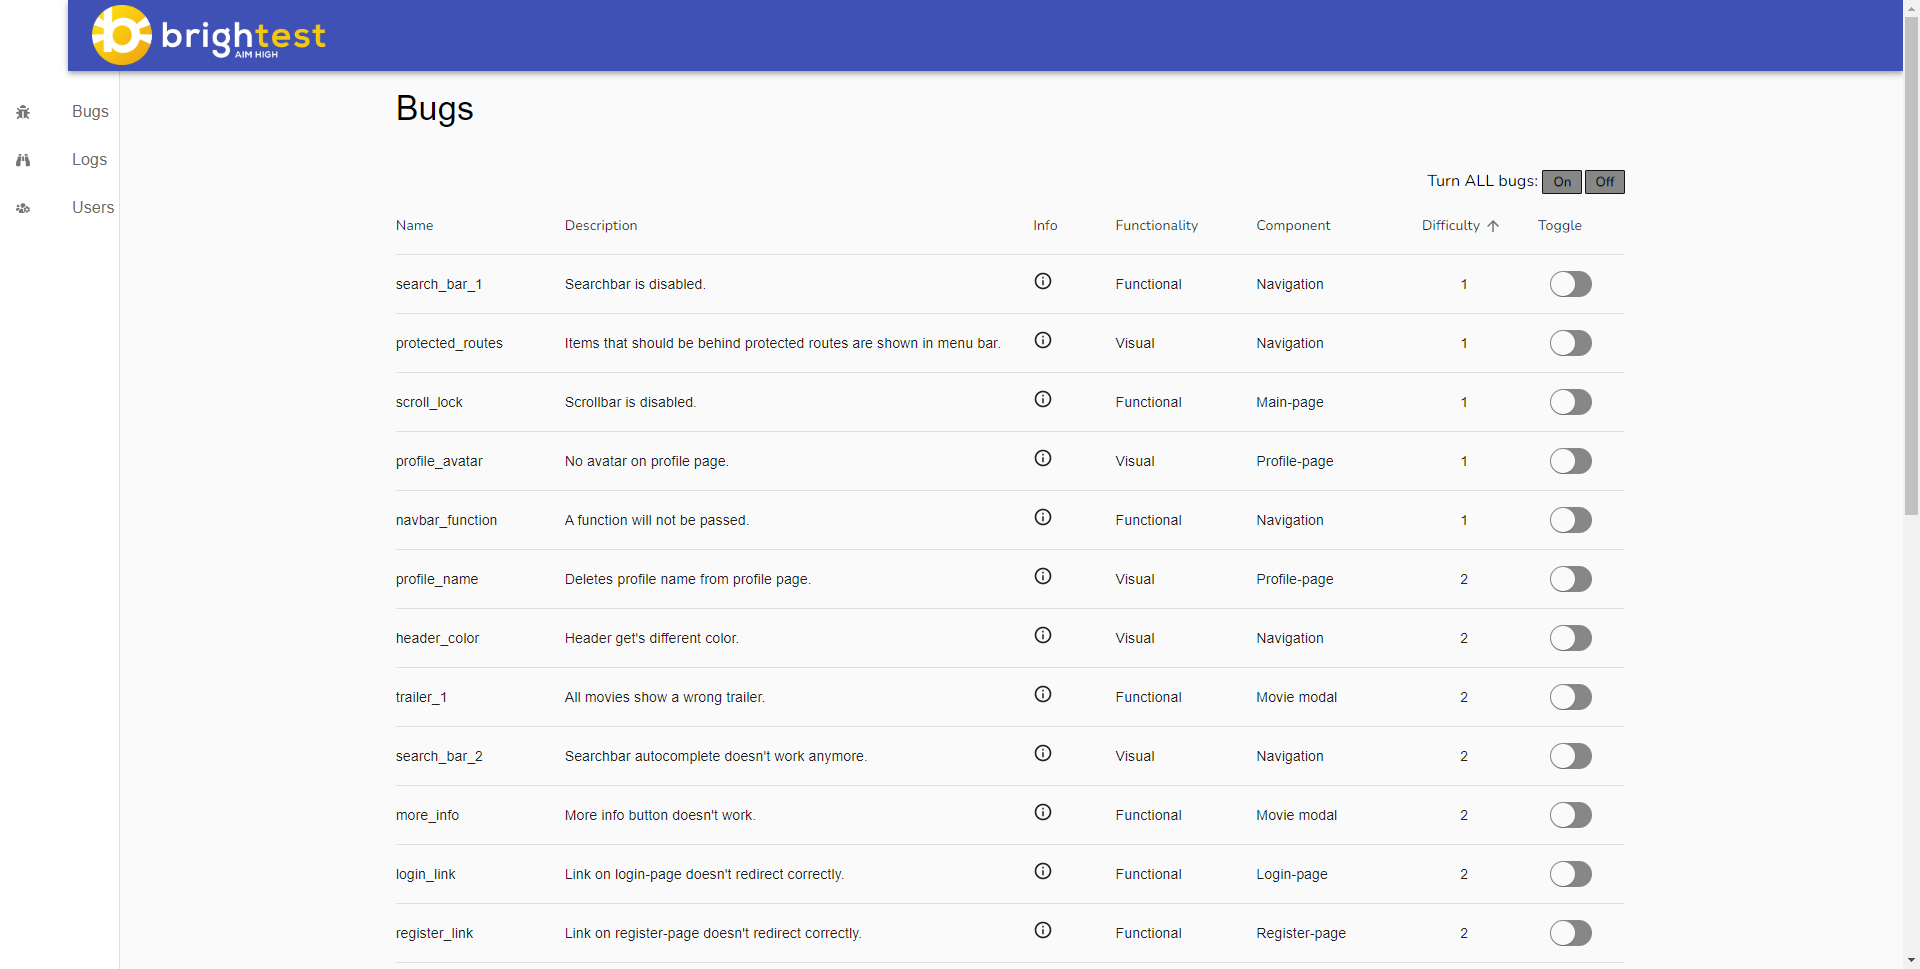 brightest
AIM HIGH
Bugs
Logs
Users
Bugs
Turn ALL bugs: On Off
Name Description Info Functionality Component Difficulty Toggle
search_bar_1 Searchbar is disabled. Functional Navigation 1
protected_routes Items that should be behind protected routes are shown in menu bar. Visual Navigation 1
scroll_lock Scrollbar is disabled. Functional Main-page 1
profile_avatar No avatar on profile page. Visual Profile-page 1
navbar_function A function will not be passed. Functional Navigation 1
profile_name Deletes profile name from profile page. Visual Profile-page 2
header_color Header get's different color. Visual Navigation 2
trailer_1 All movies show a wrong trailer. Functional Movie modal 2
search_bar_2 Searchbar autocomplete doesn't work anymore. Visual Navigation 2
more_info More info button doesn't work. Functional Movie modal 2
login_link Link on login-page doesn't redirect correctly. Functional Login-page 2
register_link Link on register-page doesn't redirect correctly. Functional Register-page 2